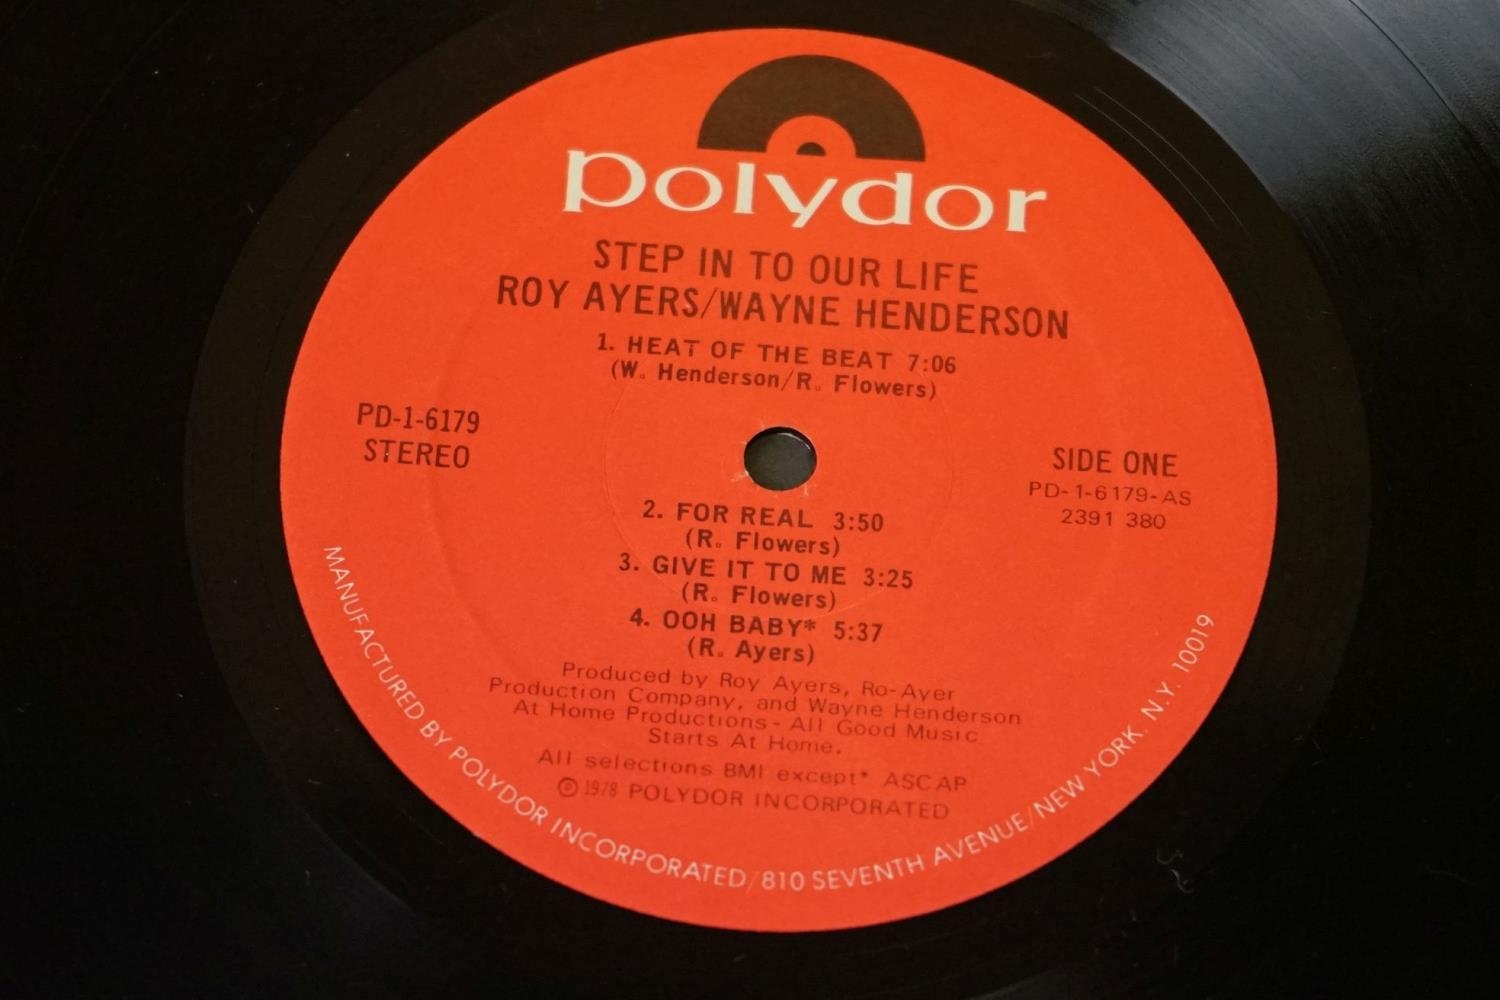 polydor
STEP IN TO OUR LIFE
ROY AYERS/WAYNE HENDERSON
1. HEAT OF THE BEAT 7:06
(W. Henderson/R. Flowers)
PD-1-6179
STEREO
SIDE ONE
PD-1-6179-AS
2391 380
2. FOR REAL 3:50
(R. Flowers)
3. GIVE IT TO ME 3:25
(R. Flowers)
4. OOH BABY* 5:37
(R. Ayers)
Produced by Roy Ayers, Ro-Ayer
Production Company, and Wayne Henderson
At Home Productions - All Good Music
Starts At Home.
All selections BMI except* ASCAP
℗ 1978 POLYDOR INCORPORATED
MANUFACTURED BY POLYDOR INCORPORATED/810 SEVENTH AVENUE/NEW YORK. N.Y. 10019